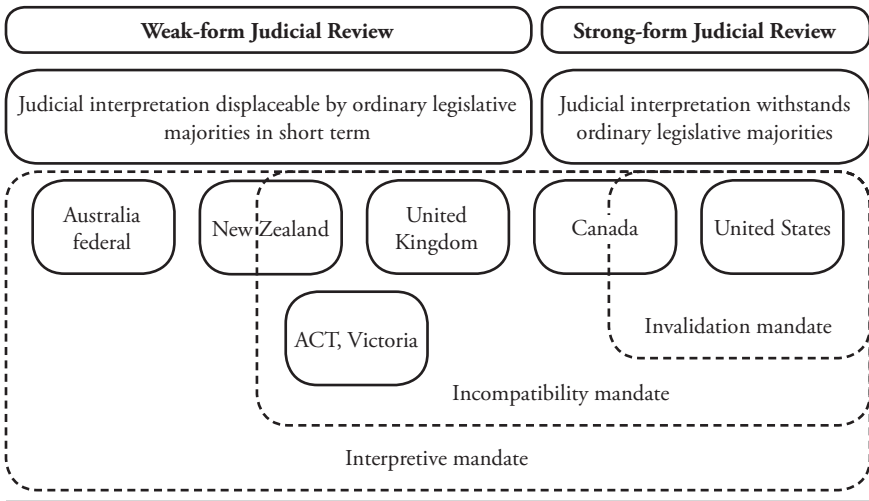 Weak-form Judicial Review
Strong-form Judicial Review
Judicial interpretation displaceable by ordinary legislative
majorities in short term
Judicial interpretation withstands
ordinary legislative majorities
Australia
federal
New Zealand
United
Kingdom
Canada
United States
ACT, Victoria
Invalidation mandate
Incompatibility mandate
Interpretive mandate